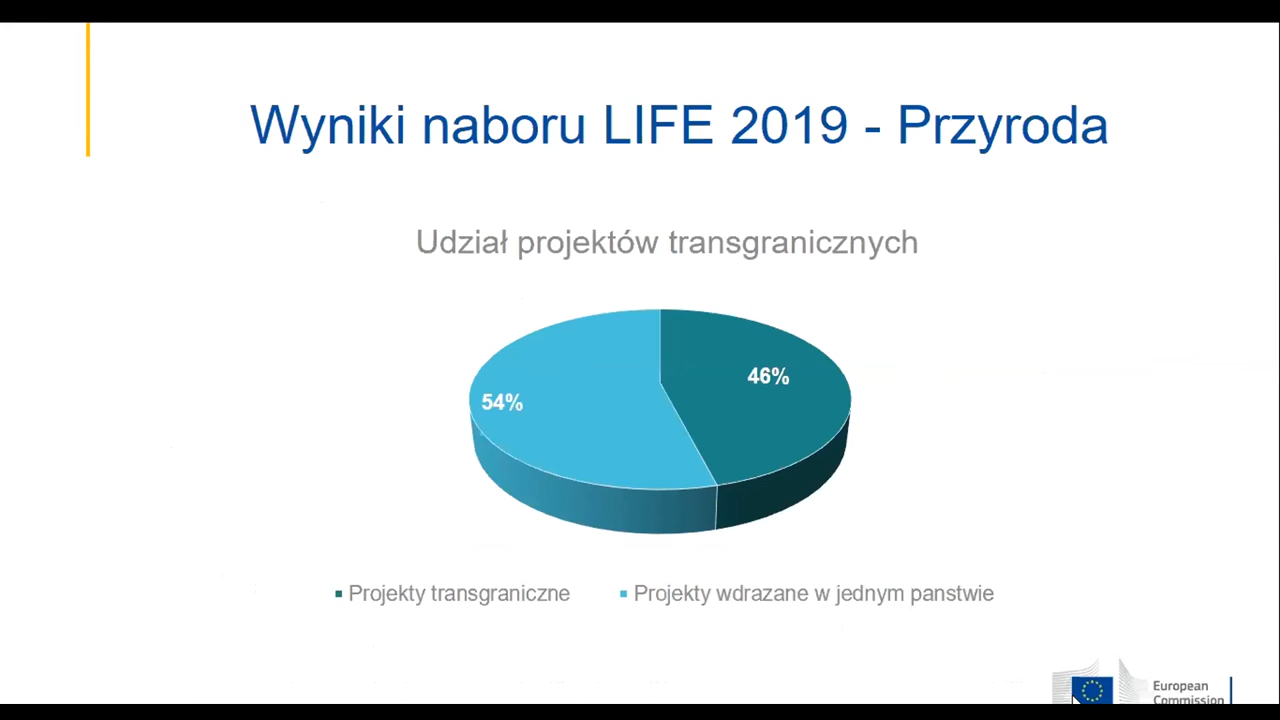 Wyniki naboru LIFE 2019 - Przyroda
Udział projektów transgranicznych
46%
54%
Projekty transgraniczne
Projekty wdrazane w jednym panstwie
European
Commission